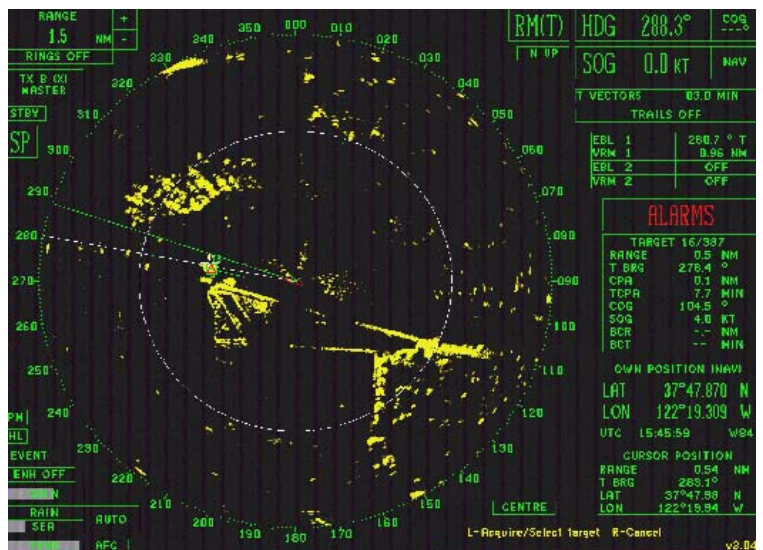 RANGE +
1.5 NM -
RINGS OFF
TX B (X)
MASTER
STBY
SP
RM(T)
N UP
HDG 288.3° COG ---°
SOG 0.0 KT NAV
T VECTORS 03.0 MIN
TRAILS OFF
EBL 1 280.7 ° T
VRM 1 0.96 NM
EBL 2 OFF
VRM 2 OFF
ALARMS
TARGET 16/987
RANGE 0.5 NM
T BRG 276.4 °
CPA 0.1 NM
TCPA 7.7 MIN
COG 104.5 °
SOG 4.0 KT
BCR -.- NM
BCT -- MIN
OWN POSITION (NAV)
LAT 37°47.870 N
LON 122°19.309 W
UTC 15:45:59 W84
CURSOR POSITION
RANGE 0.54 NM
T BRG 283.1°
LAT 37°47.98 N
LON 122°19.94 W
000
010
020
030
040
050
060
070
080
090
100
110
120
130
140
150
160
170
180
190
200
210
220
230
240
250
260
270
280
290
300
310
320
330
340
350
HL
EVENT
ENH OFF
RAIN
SEA
AUTO
AFC
CENTRE
L-Acquire/Select target R-Cancel
v3.04